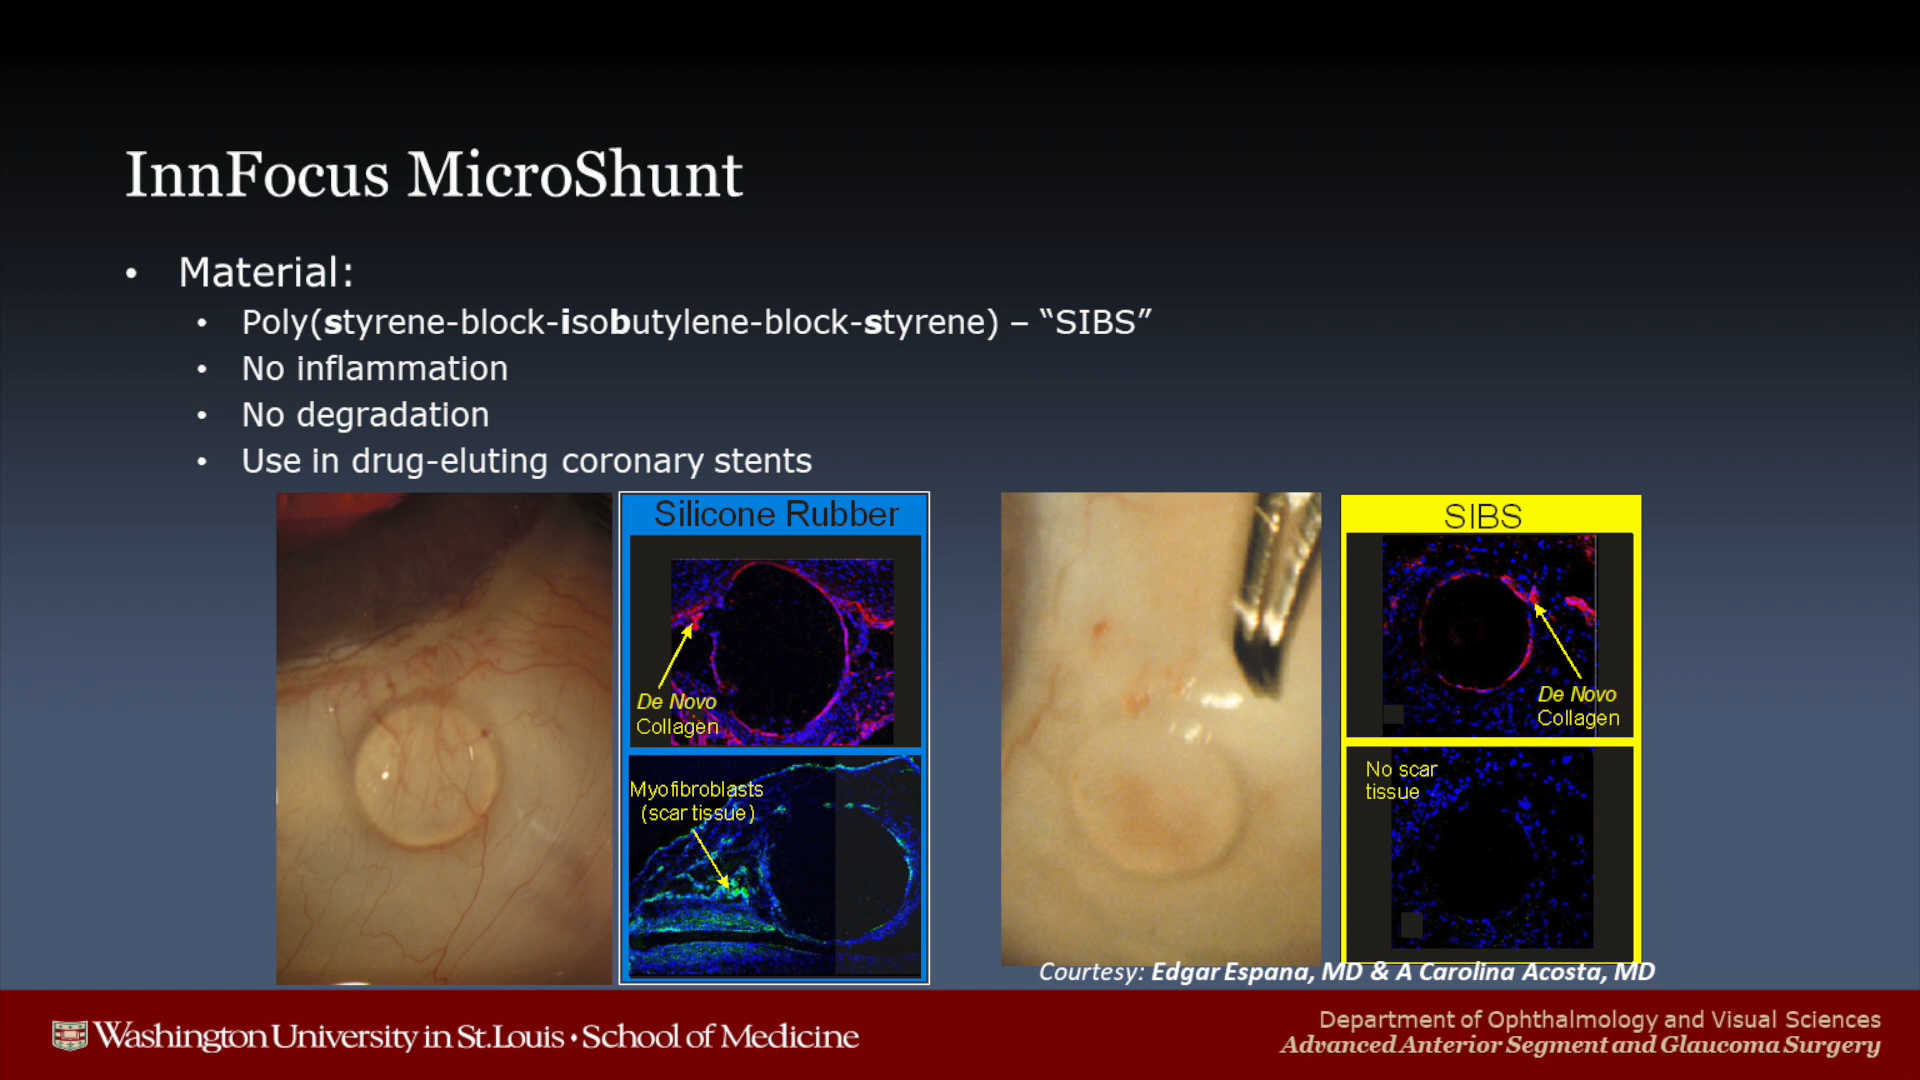 InnFocus MicroShunt
• Material:
• Poly(styrene-block-isobutylene-block-styrene) – “SIBS”
• No inflammation
• No degradation
• Use in drug-eluting coronary stents
Silicone Rubber
De Novo
Collagen
Myofibroblasts
(scar tissue)
SIBS
De Novo
Collagen
No scar
tissue
Courtesy: Edgar Espana, MD & A Carolina Acosta, MD
Washington University in St. Louis • School of Medicine
Department of Ophthalmology and Visual Sciences
Advanced Anterior Segment and Glaucoma Surgery